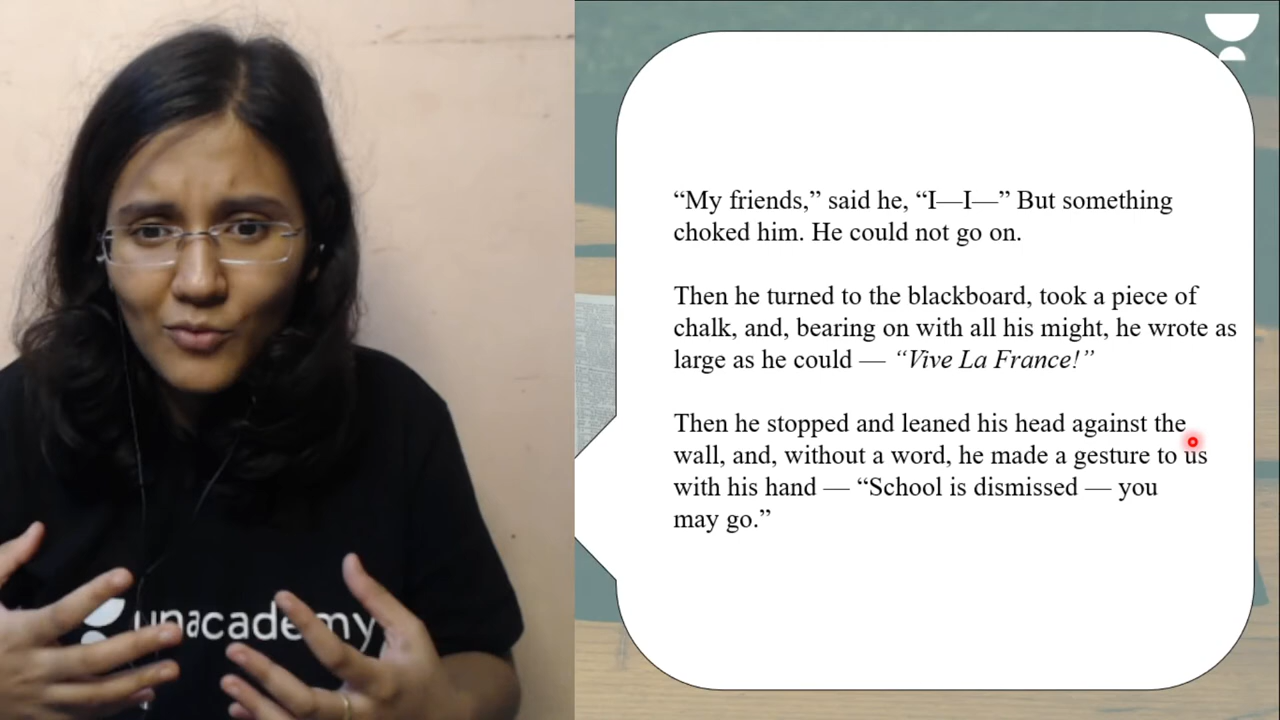 “My friends,” said he, “I—I—” But something
choked him. He could not go on.
Then he turned to the blackboard, took a piece of
chalk, and, bearing on with all his might, he wrote as
large as he could — “Vive La France!”
Then he stopped and leaned his head against the
wall, and, without a word, he made a gesture to us
with his hand — “School is dismissed — you
may go.”
unacademy